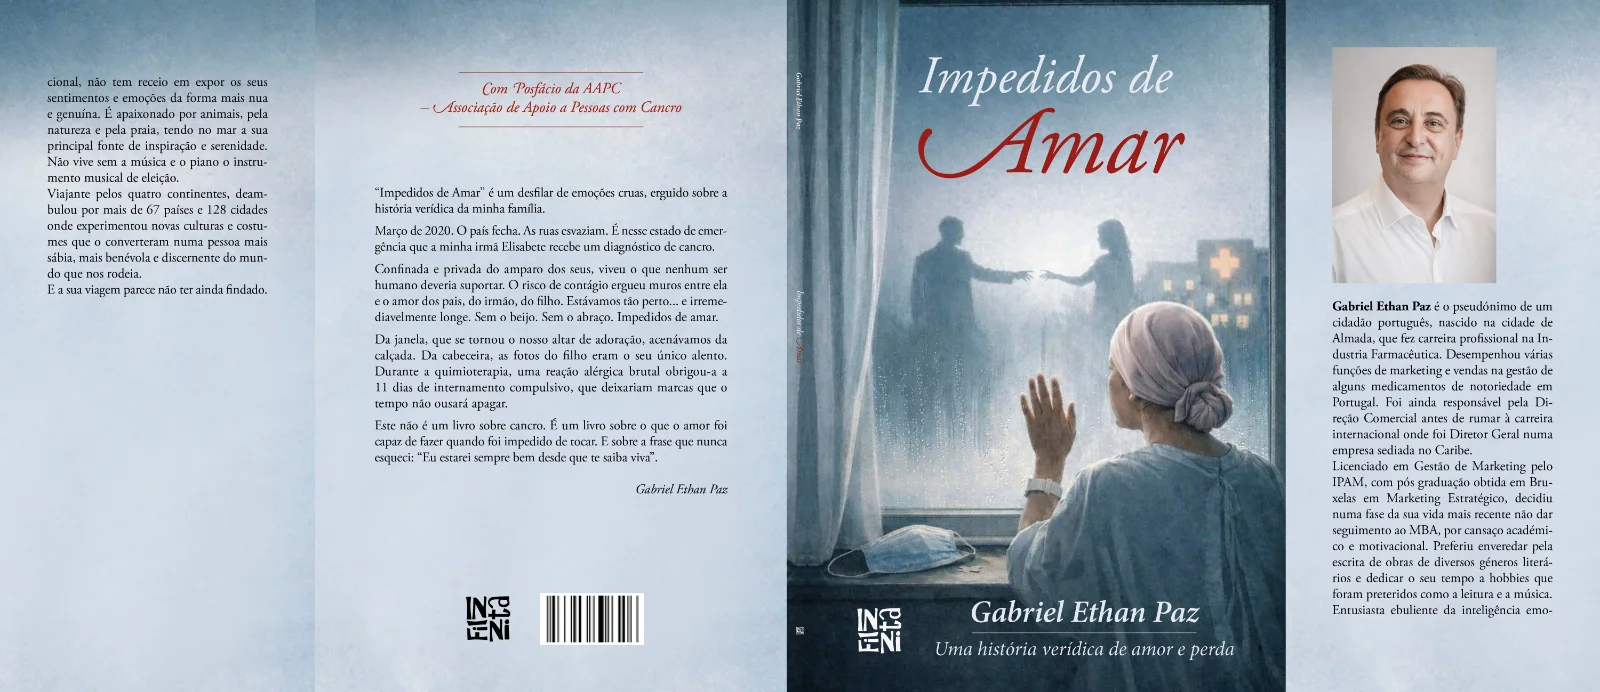 cional, não tem receio em expor os seus
sentimentos e emoções da forma mais nua
e genuína. É apaixonado por animais, pela
natureza e pela praia, tendo no mar a sua
principal fonte de inspiração e serenidade.
Não vive sem a música e o piano o instru-
mento musical de eleição.
Viajante pelos quatro continentes, deam-
bulou por mais de 67 países e 128 cidades
onde experimentou novas culturas e costu-
mes que o converteram numa pessoa mais
sábia, mais benévola e discernente do mun-
do que nos rodeia.
E a sua viagem parece não ter ainda findado.
Com Posfácio da AAPC
– Associação de Apoio a Pessoas com Cancro
“Impedidos de Amar” é um desfilar de emoções cruas, erguido sobre a
história verídica da minha família.
Março de 2020. O país fecha. As ruas esvaziam. É nesse estado de emer-
gência que a minha irmã Elisabete recebe um diagnóstico de cancro.
Confinada e privada do amparo dos seus, viveu o que nenhum ser
humano deveria suportar. O risco de contágio ergueu muros entre ela
e o amor dos pais, do irmão, do filho. Estávamos tão perto... e irreme-
diavelmente longe. Sem o beijo. Sem o abraço. Impedidos de amar.
Da janela, que se tornou o nosso altar de adoração, acenávamos da
calçada. Da cabeceira, as fotos do filho eram o seu único alento.
Durante a quimioterapia, uma reação alérgica brutal obrigou-a a
11 dias de internamento compulsivo, que deixariam marcas que o
tempo não ousará apagar.
Este não é um livro sobre cancro. É um livro sobre o que o amor foi
capaz de fazer quando foi impedido de tocar. E sobre a frase que nunca
esqueci: “Eu estarei sempre bem desde que te saiba viva”.
Gabriel Ethan Paz
FIIN
Nita
Gabriel Ethan Paz
Impedidos de Amar
Impedidos de
Amar
FIIN
Nita
Gabriel Ethan Paz
Uma história verídica de amor e perda
Gabriel Ethan Paz é o pseudónimo de um
cidadão português, nascido na cidade de
Almada, que fez carreira profissional na In-
dustria Farmacêutica. Desempenhou várias
funções de marketing e vendas na gestão de
alguns medicamentos de notoriedade em
Portugal. Foi ainda responsável pela Di-
reção Comercial antes de rumar à carreira
internacional onde foi Diretor Geral numa
empresa sediada no Caribe.
Licenciado em Gestão de Marketing pelo
IPAM, com pós graduação obtida em Bru-
xelas em Marketing Estratégico, decidiu
numa fase da sua vida mais recente não dar
seguimento ao MBA, por cansaço académi-
co e motivacional. Preferiu enveredar pela
escrita de obras de diversos géneros literá-
rios e dedicar o seu tempo a hobbies que
foram preteridos como a leitura e a música.
Entusiasta ebuliente da inteligência emo-